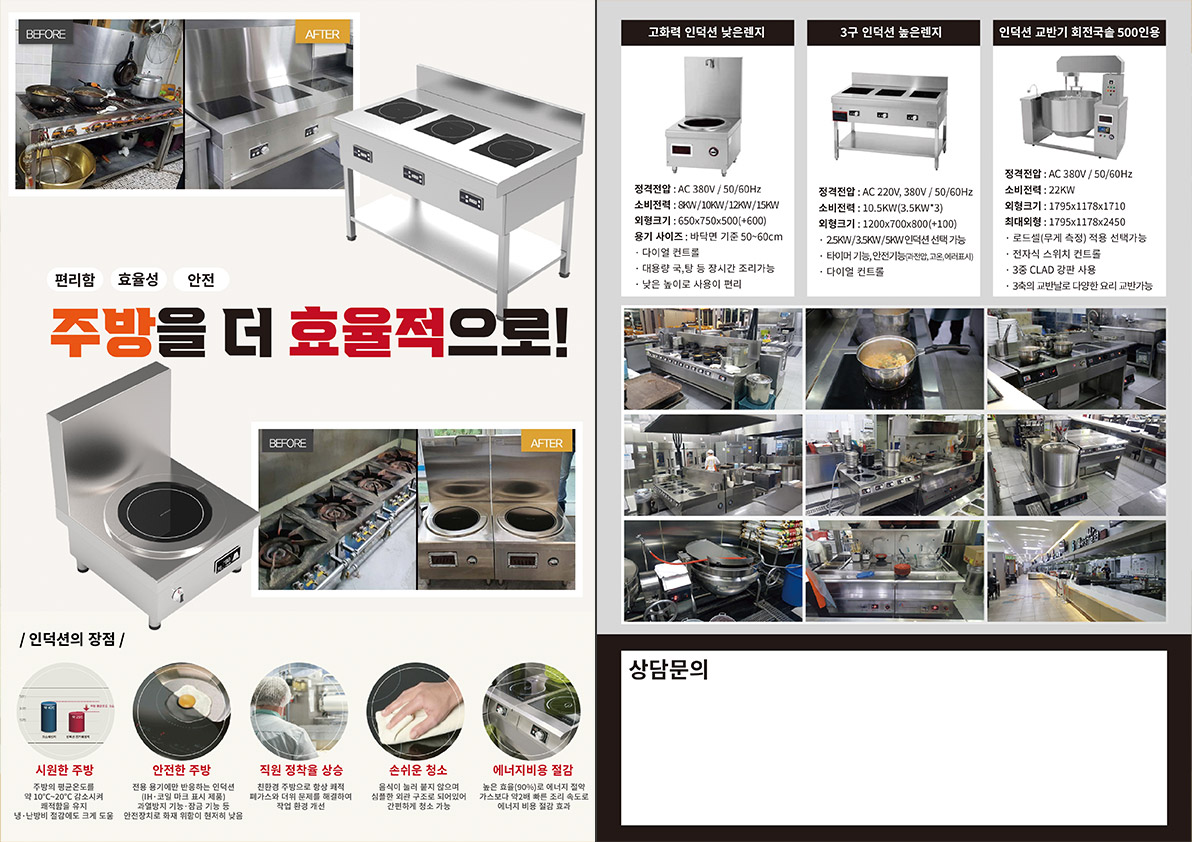 BEFORE
AFTER
편리함
효율성
안전
주방을 더 효율적으로!
BEFORE
AFTER
/ 인덕션의 장점 /
시원한 주방
주방의 평균온도를
약 10℃~20℃ 감소시켜
쾌적함을 유지
냉·난방비 절감에도 크게 도움
안전한 주방
전용 용기에만 반응하는 인덕션
(IH·코일 마크 표시 제품)
과열방지 기능·잠금 기능 등
안전장치로 화재 위험이 현저히 낮음
직원 정착율 상승
친환경 주방으로 항상 쾌적
폐가스와 더위 문제를 해결하여
작업 환경 개선
손쉬운 청소
음식이 눌러 붙지 않으며
심플한 외관 구조로 되어있어
간편하게 청소 가능
에너지비용 절감
높은 효율(90%)로 에너지 절약
가스보다 약2배 빠른 조리 속도로
에너지 비용 절감 효과
고화력 인덕션 낮은렌지
정격전압 : AC 380V / 50/60Hz
소비전력 : 8KW/10KW/12KW/15KW
외형크기 : 650x750x500(+600)
용기 사이즈 : 바닥면 기준 50~60cm
· 다이얼 컨트롤
· 대용량 국,탕 등 장시간 조리가능
· 낮은 높이로 사용이 편리
3구 인덕션 높은렌지
정격전압 : AC 220V, 380V / 50/60Hz
소비전력 : 10.5KW(3.5KW*3)
외형크기 : 1200x700x800(+100)
· 2.5KW/3.5KW/5KW 인덕션 선택 가능
· 타이머 기능, 안전기능(과전압, 고온, 에러표시)
· 다이얼 컨트롤
인덕션 교반기 회전국솥 500인용
정격전압 : AC 380V / 50/60Hz
소비전력 : 22KW
외형크기 : 1795x1178x1710
최대외형 : 1795x1178x2450
· 로드셀(무게 측정) 적용 선택가능
· 전자식 스위치 컨트롤
· 3중 CLAD 강판 사용
· 3축의 교반날로 다양한 요리 교반가능
상담문의